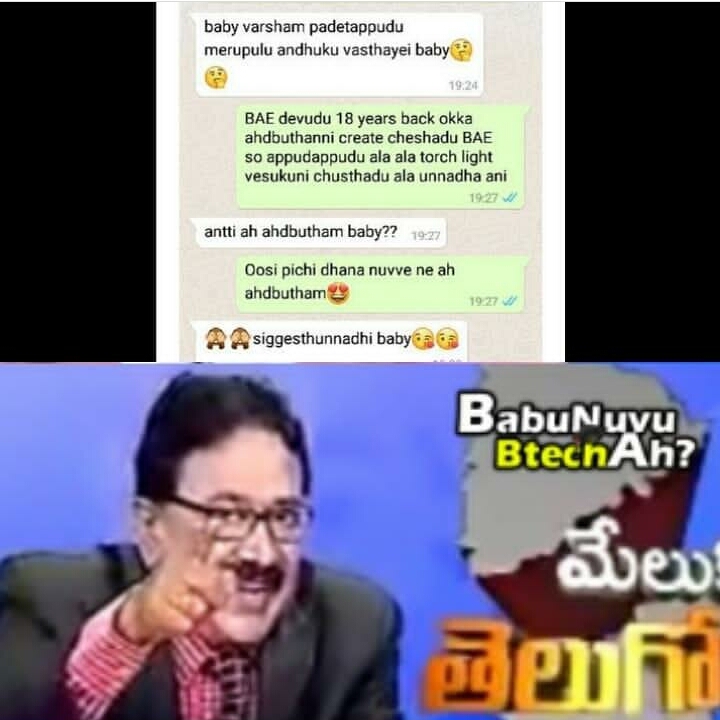 baby varsham padetappudu
merupulu andhuku vasthayei baby🤔
🤔
19:24
BAE devudu 18 years back okka
ahdbuthanni create cheshadu BAE
so appudappudu ala ala torch light
vesukuni chusthadu ala unnadha ani
19:27
antti ah ahdbutham baby?? 19:27
Oosi pichi dhana nuvve ne ah
ahdbutham😍
19:27
🙈🙈siggesthunnadhi baby😘😘
BabuNuvu
BtechAh?
మేలు
తెలుగో